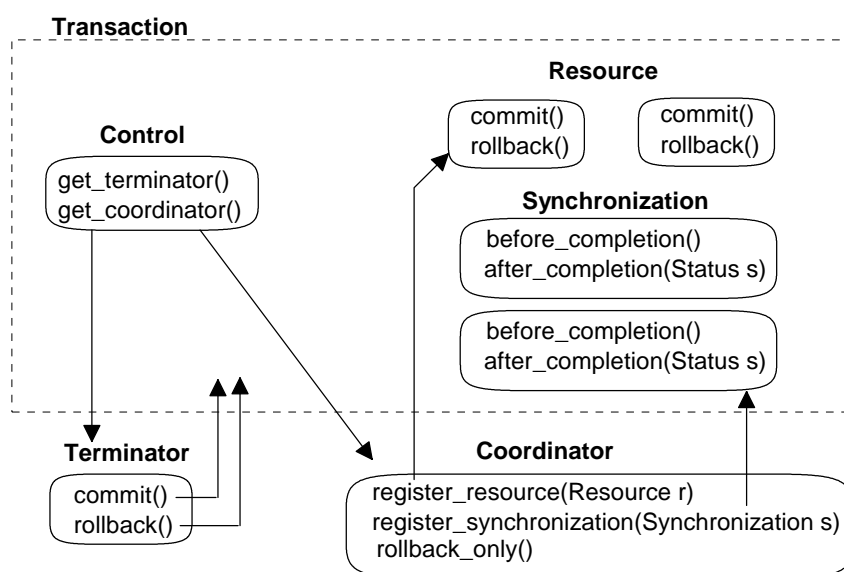 Transaction
Resource
commit()
rollback()
commit()
rollback()
Control
get_terminator()
get_coordinator()
Synchronization
before_completion()
after_completion(Status s)
before_completion()
after_completion(Status s)
Terminator
commit()
rollback()
Coordinator
register_resource(Resource r)
register_synchronization(Synchronization s)
rollback_only()